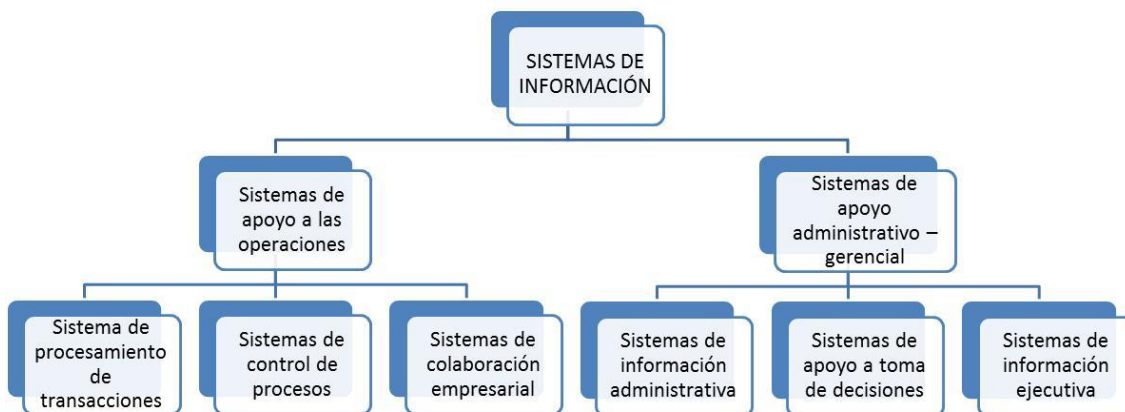 SISTEMAS DE
INFORMACIÓN
Sistemas de
apoyo a las
operaciones
Sistemas de
apoyo
administrativo –
gerencial
Sistema de
procesamiento
de
transacciones
Sistemas de
control de
procesos
Sistemas de
colaboración
empresarial
Sistemas de
información
administrativa
Sistemas de
apoyo a toma
de decisiones
Sistemas de
información
ejecutiva